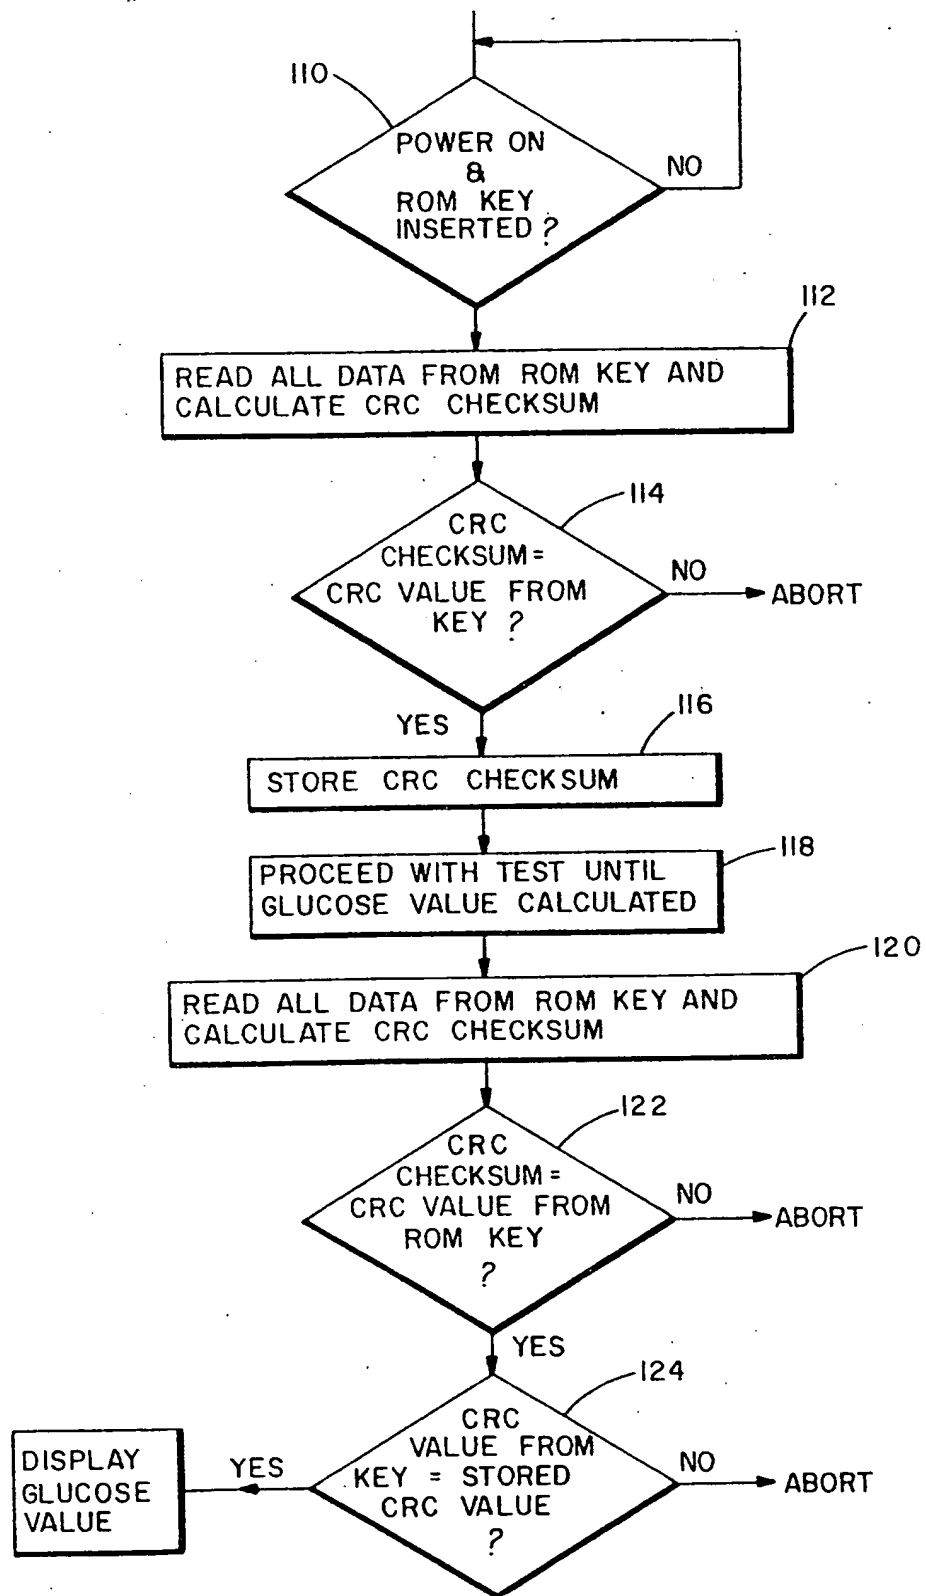 110
POWER ON
&
ROM KEY
INSERTED ?
NO
112
READ ALL DATA FROM ROM KEY AND
CALCULATE CRC CHECKSUM
114
CRC
CHECKSUM =
CRC VALUE FROM
KEY ?
NO
ABORT
YES
116
STORE CRC CHECKSUM
118
PROCEED WITH TEST UNTIL
GLUCOSE VALUE CALCULATED
120
READ ALL DATA FROM ROM KEY AND
CALCULATE CRC CHECKSUM
122
CRC
CHECKSUM =
CRC VALUE FROM
ROM KEY
?
NO
ABORT
YES
124
CRC
VALUE FROM
KEY = STORED
CRC VALUE
?
NO
ABORT
YES
DISPLAY
GLUCOSE
VALUE